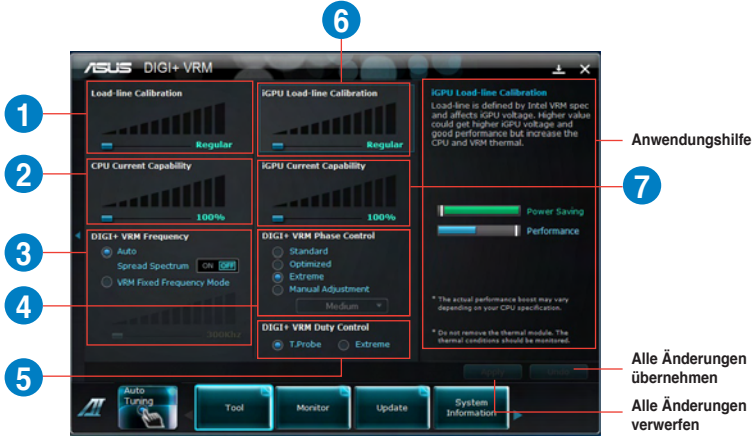 6
ASUS DIGI+ VRM
1
Load-line Calibration
Regular
iGPU Load-line Calibration
Regular
iGPU Load-line Calibration
Load-line is defined by Intel VRM spec
and affects iGPU voltage. Higher value
could get higher iGPU voltage and
good performance but increase the
CPU and VRM thermal.
Anwendungshilfe
2
CPU Current Capability
100%
iGPU Current Capability
100%
7
Power Saving
Performance
3
DIGI+ VRM Frequency
Auto
Spread Spectrum ON OFF
VRM Fixed Frequency Mode
300Khz
4
DIGI+ VRM Phase Control
Standard
Optimized
Extreme
Manual Adjustment
Medium
* The actual performance boost may vary
depending on your CPU specification.
* Do not remove the thermal module. The
thermal conditions should be monitored.
5
DIGI+ VRM Duty Control
T.Probe Extreme
Apply Undo
Alle Änderungen
übernehmen
Auto
Tuning
Tool
Monitor
Update
System
Information
Alle Änderungen
verwerfen